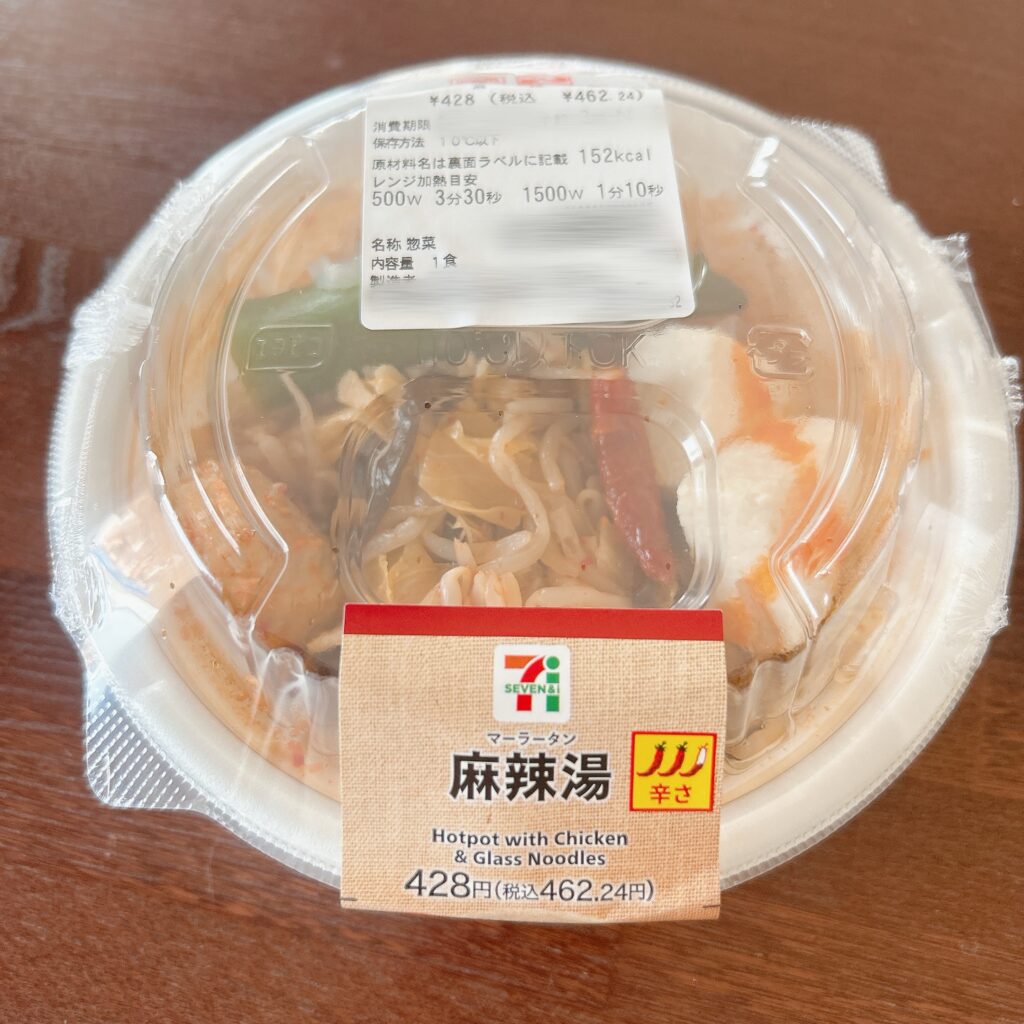 ¥428 (税込 ¥462.24)
消費期限
保存方法 10℃以下
原材料名は裏面ラベルに記載 152kcal
レンジ加熱目安
500W 3分30秒 1500W 1分10秒
名称 惣菜
内容量 1食
製造者
SEVEN&i
マーラータン
麻辣湯
辛さ
Hotpot with Chicken
& Glass Noodles
428円(税込462.24円)